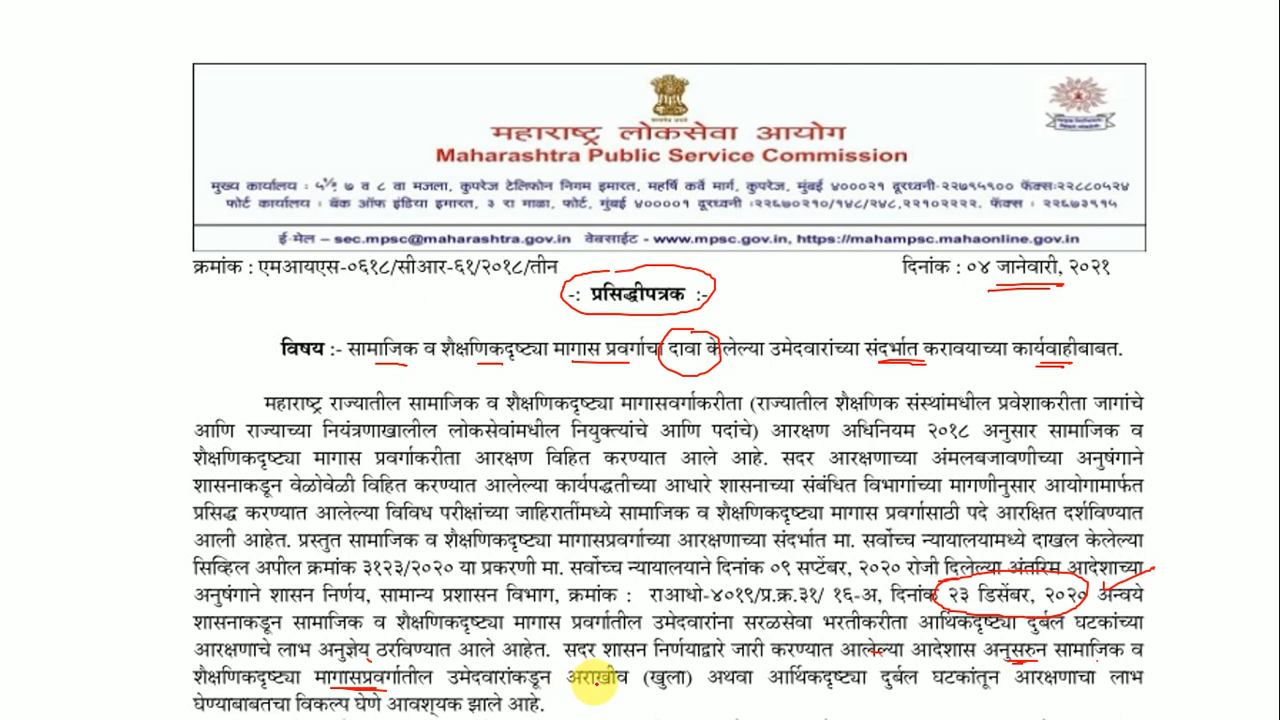 महाराष्ट्र लोकसेवा आयोग
Maharashtra Public Service Commission
मुख्य कार्यालय : ५½ ७ व ८ वा मजला, कुपरेज टेलिफोन निगम इमारत, महर्षि कर्वे मार्ग, कुपरेज, मुंबई ४०००२१ दूरध्वनी-२२७९५९०० फॅक्स:२२८८०५२४
फोर्ट कार्यालय : बँक ऑफ इंडिया इमारत, ३ रा माळा, फोर्ट, मुंबई ४००००१ दूरध्वनी :२२६७०२१०/१४८/२४८,२२१०२२२२. फॅक्स : २२६७३९१५
ई-मेल – sec.mpsc@maharashtra.gov.in वेबसाईट - www.mpsc.gov.in, https://mahampsc.mahaonline.gov.in
क्रमांक : एमआयएस-०६१८/सीआर-६१/२०१८/तीन दिनांक : ०४ जानेवारी, २०२१
-: प्रसिद्धीपत्रक :-
विषय :- सामाजिक व शैक्षणिकदृष्ट्या मागास प्रवर्गाचा दावा केलेल्या उमेदवारांच्या संदर्भात करावयाच्या कार्यवाहीबाबत.
महाराष्ट्र राज्यातील सामाजिक व शैक्षणिकदृष्ट्या मागासवर्गाकरीता (राज्यातील शैक्षणिक संस्थांमधील प्रवेशाकरीता जागांचे
आणि राज्याच्या नियंत्रणाखालील लोकसेवांमधील नियुक्त्यांचे आणि पदांचे) आरक्षण अधिनियम २०१८ अनुसार सामाजिक व
शैक्षणिकदृष्ट्या मागास प्रवर्गाकरीता आरक्षण विहित करण्यात आले आहे. सदर आरक्षणाच्या अंमलबजावणीच्या अनुषंगाने
शासनाकडून वेळोवेळी विहित करण्यात आलेल्या कार्यपद्धतीच्या आधारे शासनाच्या संबंधित विभागांच्या मागणीनुसार आयोगामार्फत
प्रसिद्ध करण्यात आलेल्या विविध परीक्षांच्या जाहिरातींमध्ये सामाजिक व शैक्षणिकदृष्ट्या मागास प्रवर्गासाठी पदे आरक्षित दर्शविण्यात
आली आहेत. प्रस्तुत सामाजिक व शैक्षणिकदृष्ट्या मागासप्रवर्गाच्या आरक्षणाच्या संदर्भात मा. सर्वोच्च न्यायालयामध्ये दाखल केलेल्या
सिव्हिल अपील क्रमांक ३१२३/२०२० या प्रकरणी मा. सर्वोच्च न्यायालयाने दिनांक ०९ सप्टेंबर, २०२० रोजी दिलेल्या अंतरिम आदेशाच्या
अनुषंगाने शासन निर्णय, सामान्य प्रशासन विभाग, क्रमांक : राआधो-४०१९/प्र.क्र.३१/ १६-अ, दिनांक २३ डिसेंबर, २०२० अन्वये
शासनाकडून सामाजिक व शैक्षणिकदृष्ट्या मागास प्रवर्गातील उमेदवारांना सरळसेवा भरतीकरीता आर्थिकदृष्ट्या दुर्बल घटकांच्या
आरक्षणाचे लाभ अनुज्ञेय ठरविण्यात आले आहेत. सदर शासन निर्णयाद्वारे जारी करण्यात आलेल्या आदेशास अनुसरुन सामाजिक व
शैक्षणिकदृष्ट्या मागासप्रवर्गातील उमेदवारांकडून अराखीव (खुला) अथवा आर्थिकदृष्ट्या दुर्बल घटकांतून आरक्षणाचा लाभ
घेण्याबाबतचा विकल्प घेणे आवश्यक झाले आहे.